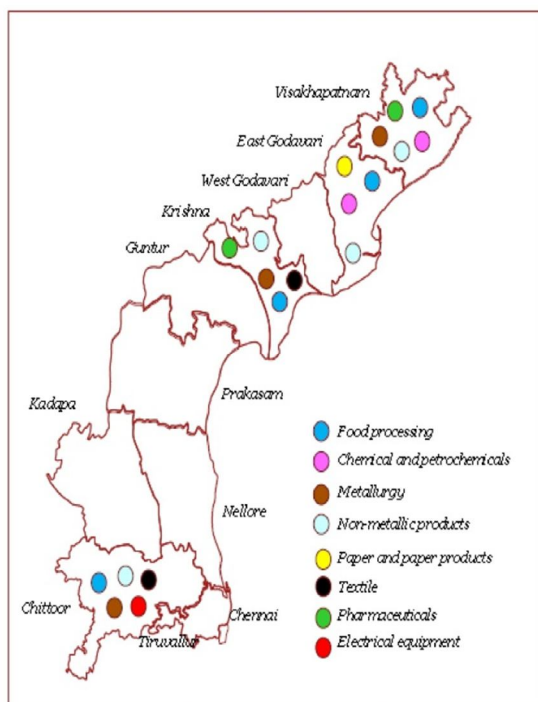 Visakhapatnam
East Godavari
West Godavari
Krishna
Guntur
Prakasam
Kadapa
Nellore
Chittoor
Chennai
Tiruvallur
Food processing
Chemical and petrochemicals
Metallurgy
Non-metallic products
Paper and paper products
Textile
Pharmaceuticals
Electrical equipment